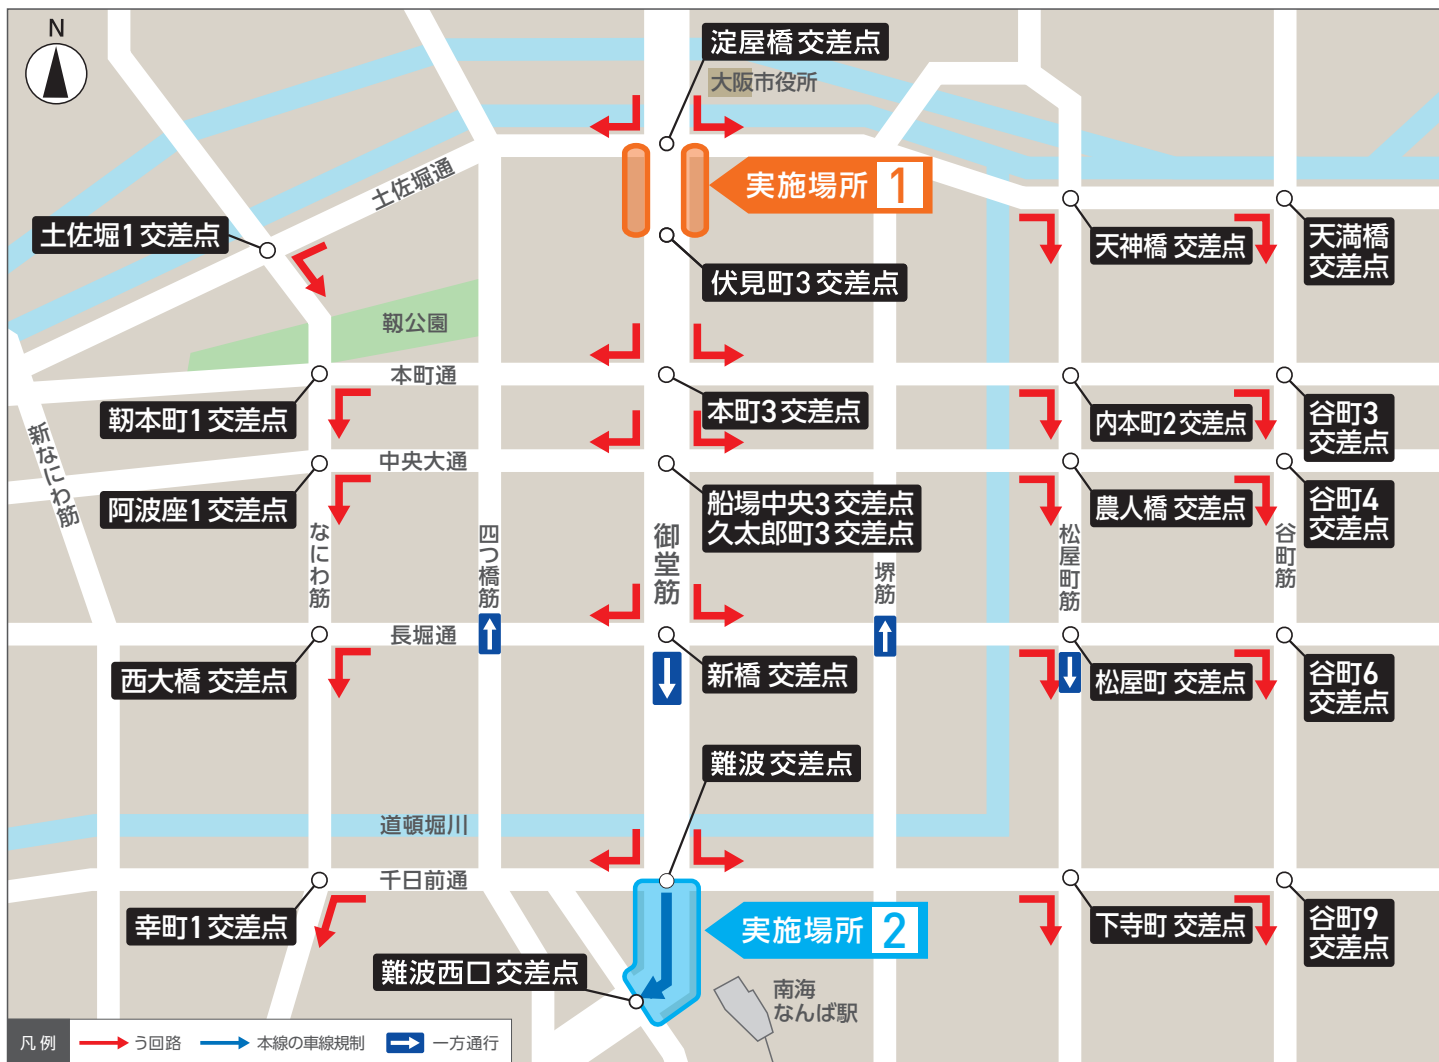 N
淀屋橋 交差点
大阪市役所
土佐堀通
実施場所 1
土佐堀1 交差点
天神橋 交差点
天満橋
交差点
伏見町3 交差点
靱公園
本町通
靭本町1 交差点
本町3 交差点
内本町2 交差点
谷町3
交差点
新なにわ筋
中央大通
阿波座1 交差点
船場中央3 交差点
久太郎町3 交差点
農人橋 交差点
谷町4
交差点
なにわ筋
四つ橋筋
御堂筋
堺筋
松屋町筋
谷町筋
長堀通
西大橋 交差点
新橋 交差点
松屋町 交差点
谷町6
交差点
難波 交差点
道頓堀川
千日前通
幸町1 交差点
実施場所 2
下寺町 交差点
谷町9
交差点
難波西口 交差点
南海
なんば駅
凡例
う回路
本線の車線規制
一方通行